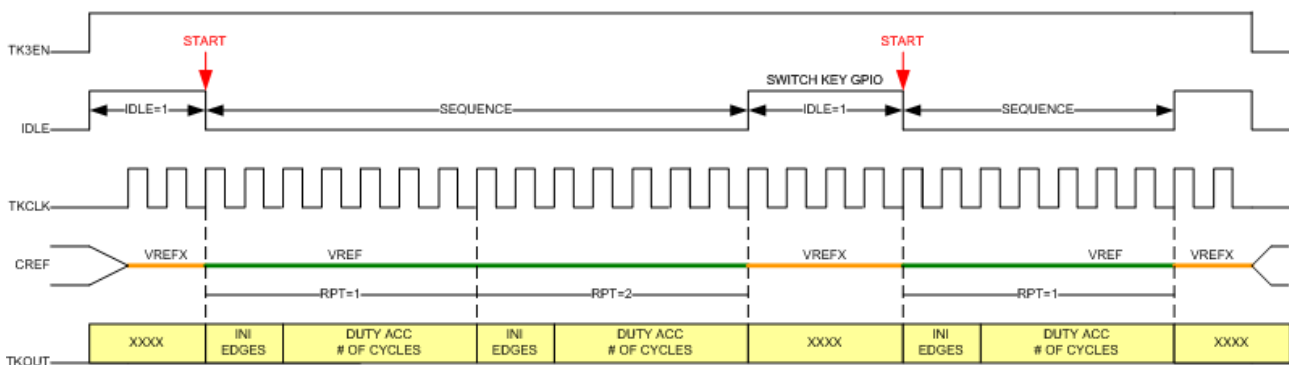 TK3EN
START
START
SWITCH KEY GPIO
IDLE
IDLE=1
SEQUENCE
IDLE=1
SEQUENCE
TKCLK
CREF
VREFX
VREF
VREFX
VREF
VREFX
RPT=1
RPT=2
RPT=1
TKOUT
XXXX
INI
EDGES
DUTY ACC
# OF CYCLES
INI
EDGES
DUTY ACC
# OF CYCLES
XXXX
INI
EDGES
DUTY ACC
# OF CYCLES
XXXX